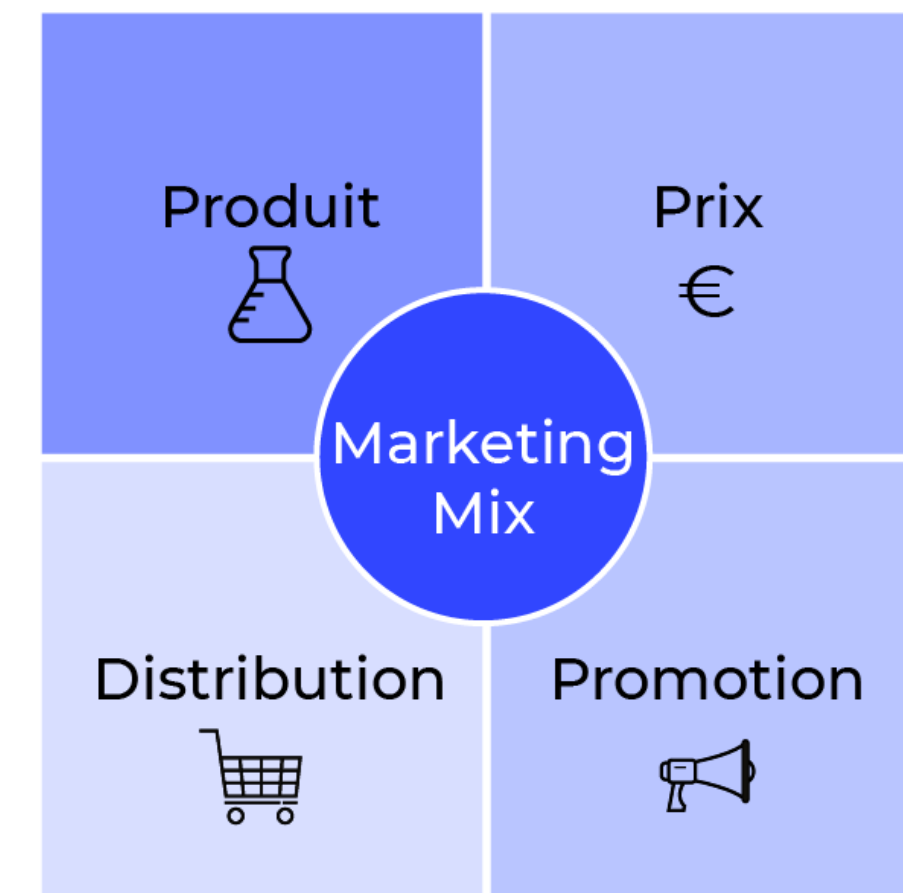 Produit
Prix
€
Marketing
Mix
Distribution
Promotion